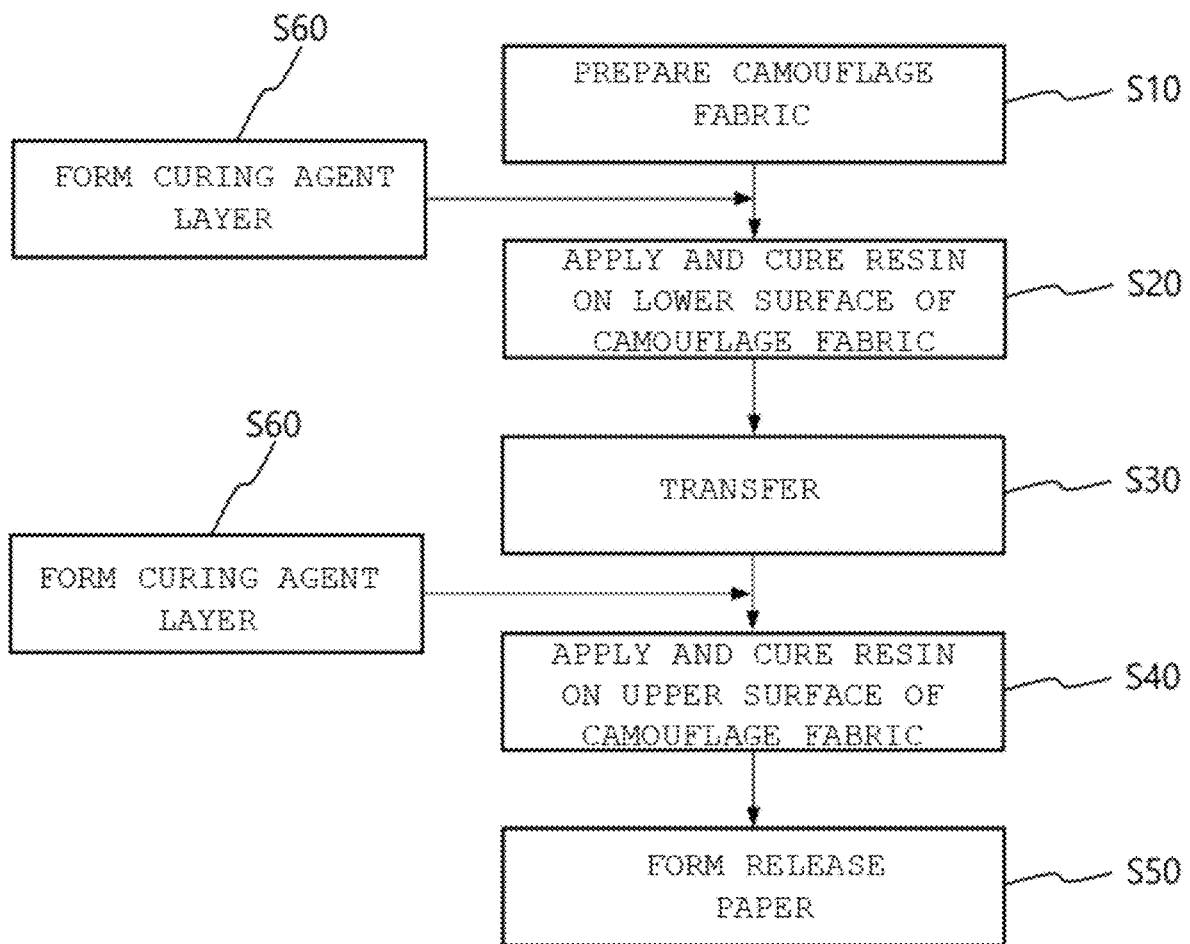 S60
PREPARE CAMOUFLAGE
FABRIC
S10
FORM CURING AGENT
LAYER
APPLY AND CURE RESIN
ON LOWER SURFACE OF
CAMOUFLAGE FABRIC
S20
S60
TRANSFER
S30
FORM CURING AGENT
LAYER
APPLY AND CURE RESIN
ON UPPER SURFACE OF
CAMOUFLAGE FABRIC
S40
FORM RELEASE
PAPER
S50